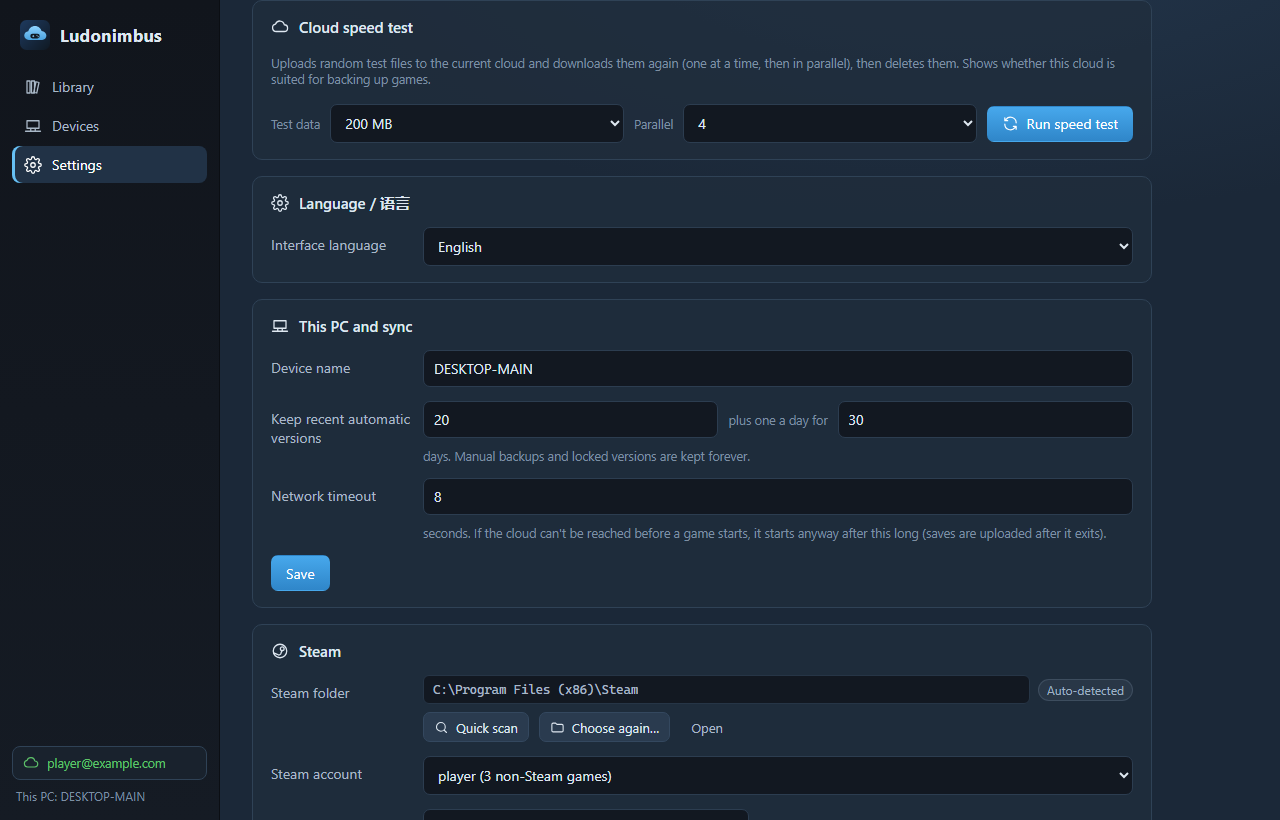 Ludonimbus
Library
Devices
Settings
player@example.com
This PC: DESKTOP-MAIN
Cloud speed test
Uploads random test files to the current cloud and downloads them again (one at a time, then in parallel), then deletes them. Shows whether this cloud is
suited for backing up games.
Test data 200 MB Parallel 4 Run speed test
Language / 语言
Interface language English
This PC and sync
Device name DESKTOP-MAIN
Keep recent automatic 20 plus one a day for 30
versions
days. Manual backups and locked versions are kept forever.
Network timeout 8
seconds. If the cloud can't be reached before a game starts, it starts anyway after this long (saves are uploaded after it exits).
Save
Steam
Steam folder C:\Program Files (x86)\Steam Auto-detected
Quick scan Choose again... Open
Steam account player (3 non-Steam games)